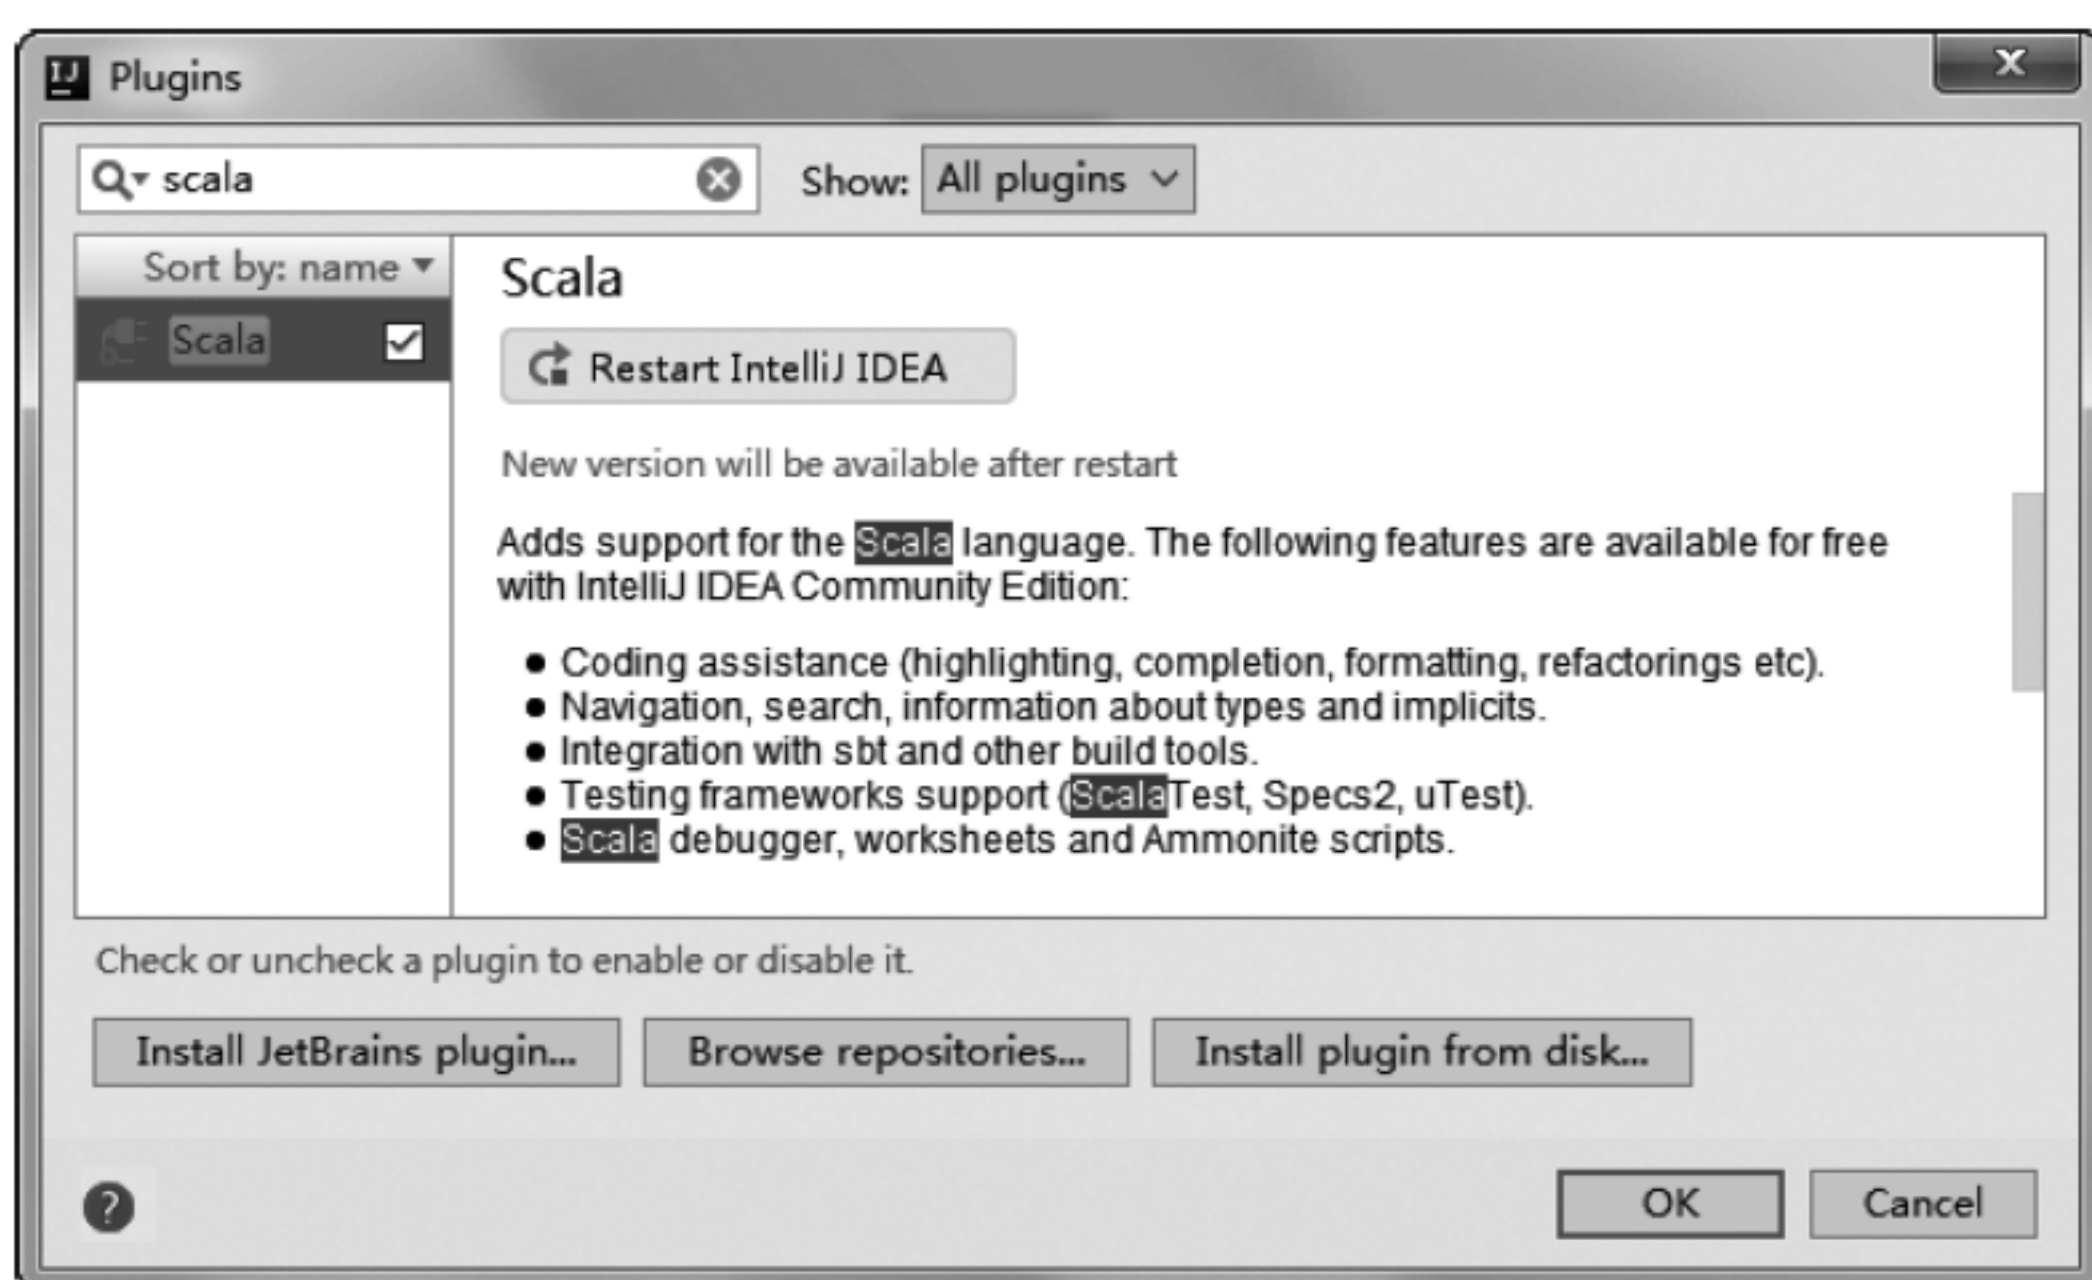 IJ Plugins
scala
Show: All plugins
Sort by: name
Scala
Scala
Restart IntelliJ IDEA
New version will be available after restart
Adds support for the Scala language. The following features are available for free
with IntelliJ IDEA Community Edition:
● Coding assistance (highlighting, completion, formatting, refactorings etc).
● Navigation, search, information about types and implicits.
● Integration with sbt and other build tools.
● Testing frameworks support (ScalaTest, Specs2, uTest).
● Scala debugger, worksheets and Ammonite scripts.
Check or uncheck a plugin to enable or disable it.
Install JetBrains plugin... Browse repositories... Install plugin from disk...
? OK Cancel